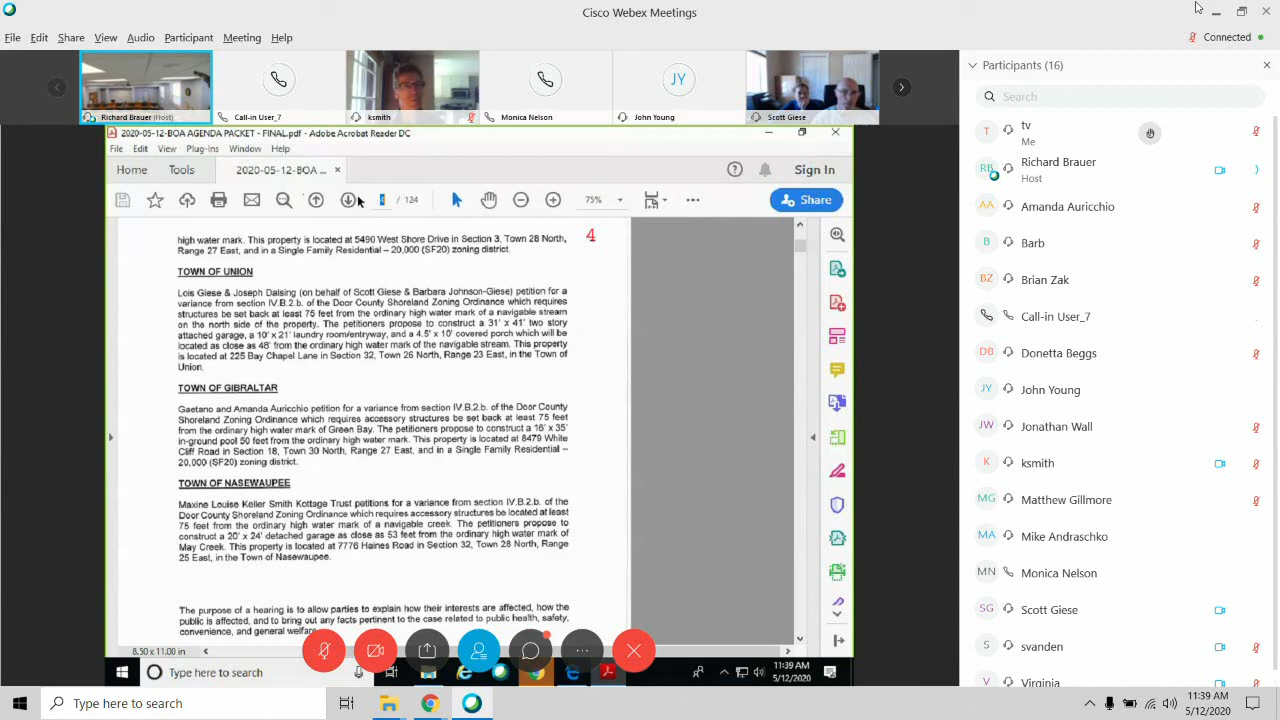 Cisco Webex Meetings
File Edit Share View Audio Participant Meeting Help
Connected
Richard Brauer (Host)
Call-in User_7
ksmith
Monica Nelson
JY
John Young
Scott Giese
2020-05-12-BOA AGENDA PACKET - FINAL.pdf - Adobe Acrobat Reader DC
File Edit View Plug-Ins Window Help
Home Tools 2020-05-12-BOA AGENDA PACKET ... × Sign In
/ 124 75% Share
4
high water mark. This property is located at 5490 West Shore Drive in Section 3, Town 28 North,
Range 27 East, and in a Single Family Residential – 20,000 (SF20) zoning district.
TOWN OF UNION
Lois Giese & Joseph Dalsing (on behalf of Scott Giese & Barbara Johnson-Giese) petition for a
variance from section IV.B.2.b. of the Door County Shoreland Zoning Ordinance which requires
structures be set back at least 75 feet from the ordinary high water mark of a navigable stream
on the north side of the property. The petitioners propose to construct a 31' x 41' two story
attached garage, a 10' x 21' laundry room/entryway, and a 4.5' x 10' covered porch which will be
located as close as 48' from the ordinary high water mark of the navigable stream. This property
is located at 225 Bay Chapel Lane in Section 32, Town 26 North, Range 23 East, in the Town of
Union.
TOWN OF GIBRALTAR
Gaetano and Amanda Auricchio petition for a variance from section IV.B.2.b. of the Door County
Shoreland Zoning Ordinance which requires accessory structures be set back at least 75 feet
from the ordinary high water mark of Green Bay. The petitioners propose to construct a 16' x 35'
in-ground pool 50 feet from the ordinary high water mark. This property is located at 8479 White
Cliff Road in Section 18, Town 30 North, Range 27 East, and in a Single Family Residential –
20,000 (SF20) zoning district.
TOWN OF NASEWAUPEE
Maxine Louise Keller Smith Kottage Trust petitions for a variance from section IV.B.2.b. of the
Door County Shoreland Zoning Ordinance which requires accessory structures be located at least
75 feet from the ordinary high water mark of a navigable creek. The petitioners propose to
construct a 20' x 24' detached garage as close as 53 feet from the ordinary high water mark of
May Creek. This property is located at 7776 Haines Road in Section 32, Town 28 North, Range
25 East, in the Town of Nasewaupee.
The purpose of a hearing is to allow parties to explain how their interests are affected, how the
public is affected, and to bring out any facts pertinent to the case related to public health, safety,
convenience, and general welfare
8.50 x 11.00 in
Type here to search
11:39 AM
5/12/2020
Participants (16)
Search
T tv
Me
RB Richard Brauer
Host
AA Amanda Auricchio
B Barb
BZ Brian Zak
Call-in User_7
DB Donetta Beggs
JY John Young
JW Jonathan Wall
K ksmith
MG Matthew Gillmore
MA Mike Andraschko
MN Monica Nelson
SG Scott Giese
S svanden
V Virginia
Type here to search
11:39 AM
5/12/2020